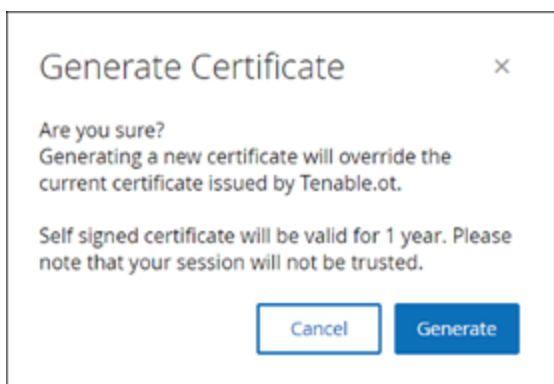 Generate Certificate ×
Are you sure?
Generating a new certificate will override the
current certificate issued by Tenable.ot.
Self signed certificate will be valid for 1 year. Please
note that your session will not be trusted.
Cancel Generate